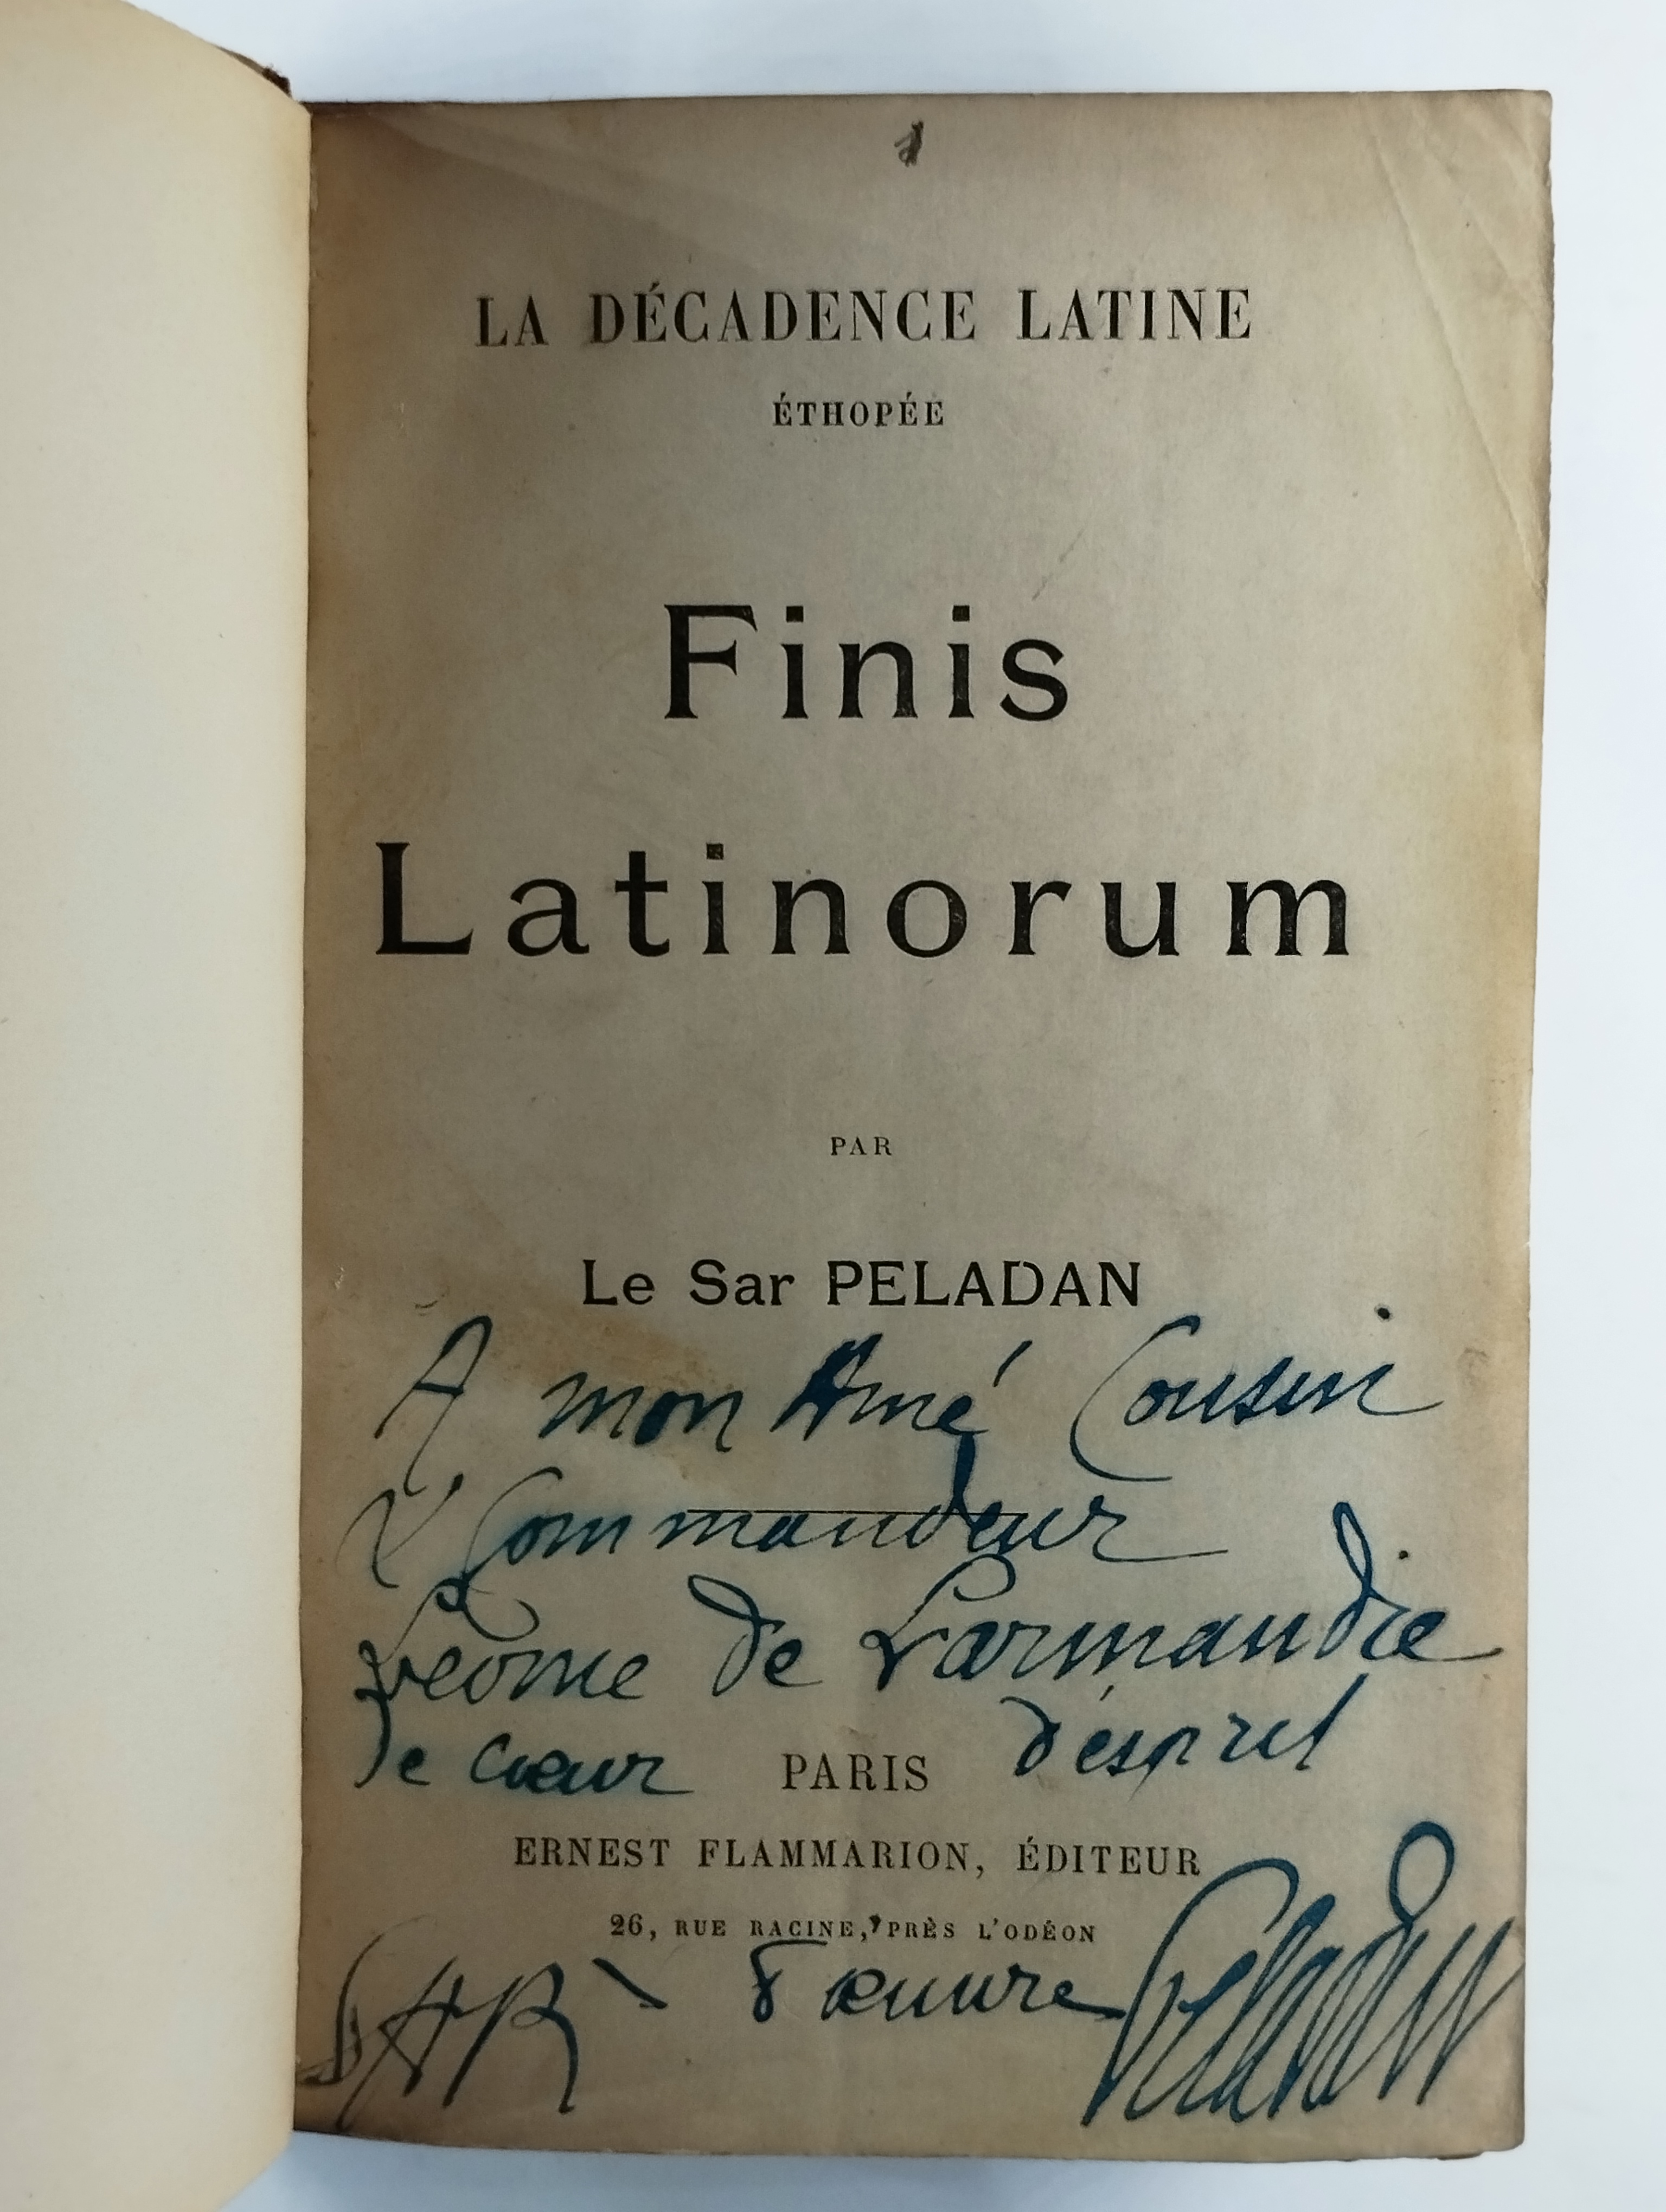 LA DÉCADENCE LATINE
ÉTHOPÉE
Finis
Latinorum
PAR
Le Sar PELADAN
A mon Amé Cousin
Commandeur
Léonce de Larmandie
de cœur d'esprit
PARIS
ERNEST FLAMMARION, ÉDITEUR
26, RUE RACINE, PRÈS L'ODÉON
SAR d'œuvre Peladan